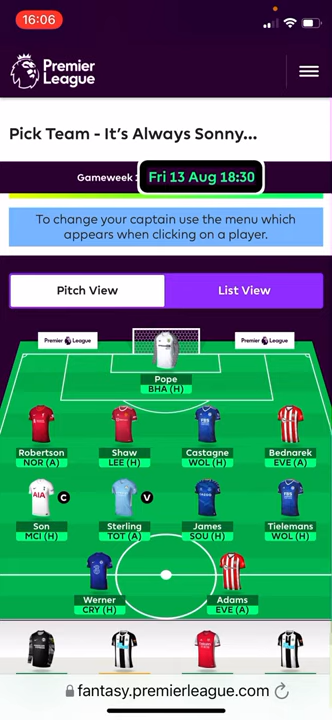 16:06
Premier
League
Pick Team - It's Always Sonny...
Gameweek
Fri 13 Aug 18:30
To change your captain use the menu which
appears when clicking on a player.
Pitch View
List View
Premier League
Premier League
Pope
BHA (H)
Robertson
NOR (A)
Shaw
LEE (H)
Castagne
WOL (H)
Bednarek
EVE (A)
AIA
C
V
Son
MCI (H)
Sterling
TOT (A)
James
SOU (H)
Tielemans
WOL (H)
Werner
CRY (H)
Adams
EVE (A)
fantasy.premierleague.com